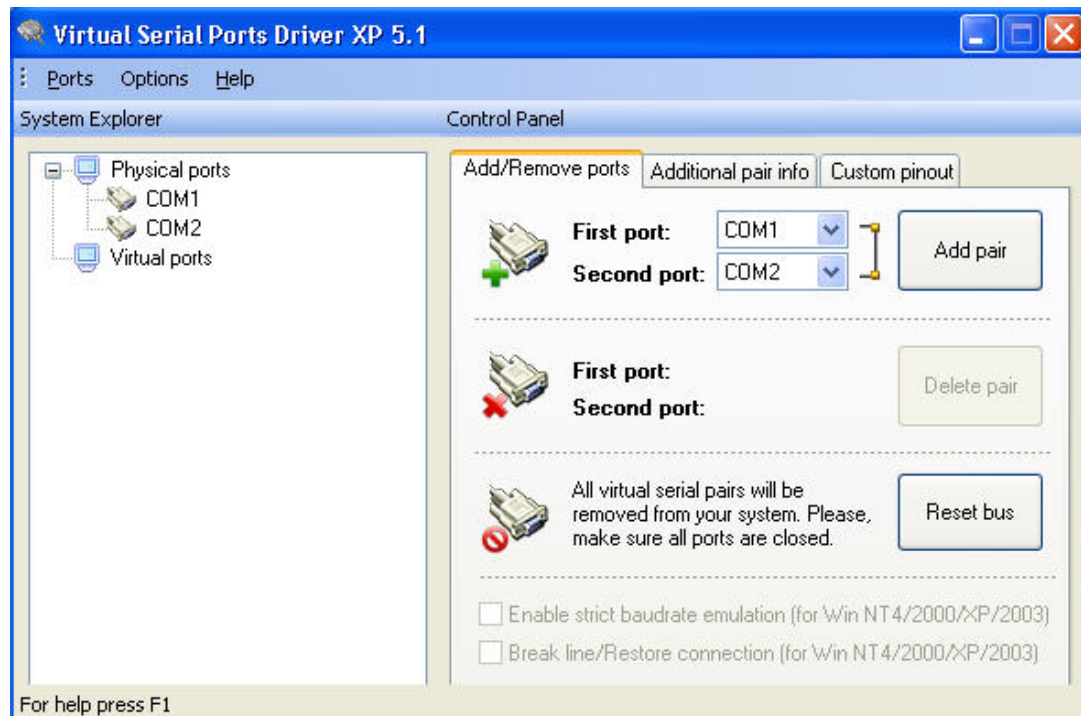 Virtual Serial Ports Driver XP 5.1
Ports Options Help
System Explorer
Control Panel
Physical ports
COM1
COM2
Virtual ports
Add/Remove ports
Additional pair info
Custom pinout
First port:
COM1
Second port:
COM2
Add pair
First port:
Second port:
Delete pair
All virtual serial pairs will be
removed from your system. Please,
make sure all ports are closed.
Reset bus
Enable strict baudrate emulation (for Win NT4/2000/XP/2003)
Break line/Restore connection (for Win NT4/2000/XP/2003)
For help press F1